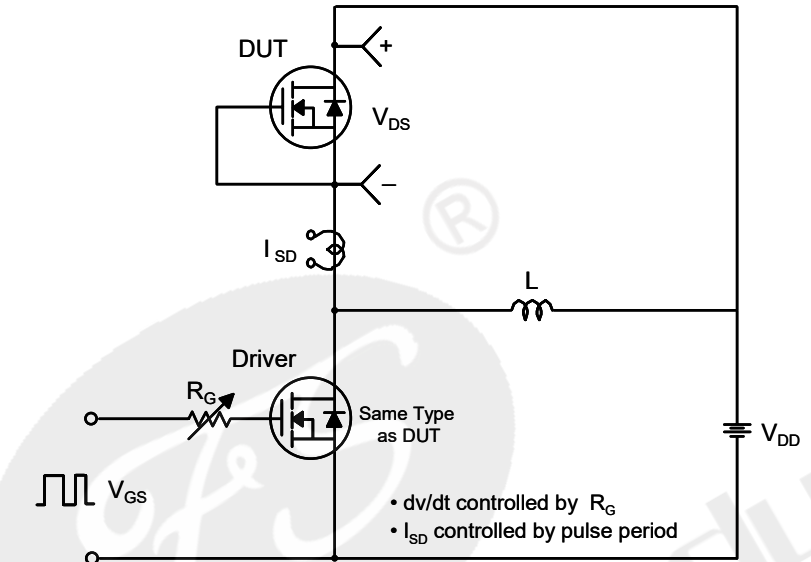 DUT
+
V_DS
−
®
I_SD
L
Driver
R_G
Same Type
as DUT
V_DD
V_GS
• dv/dt controlled by R_G
• I_SD controlled by pulse period